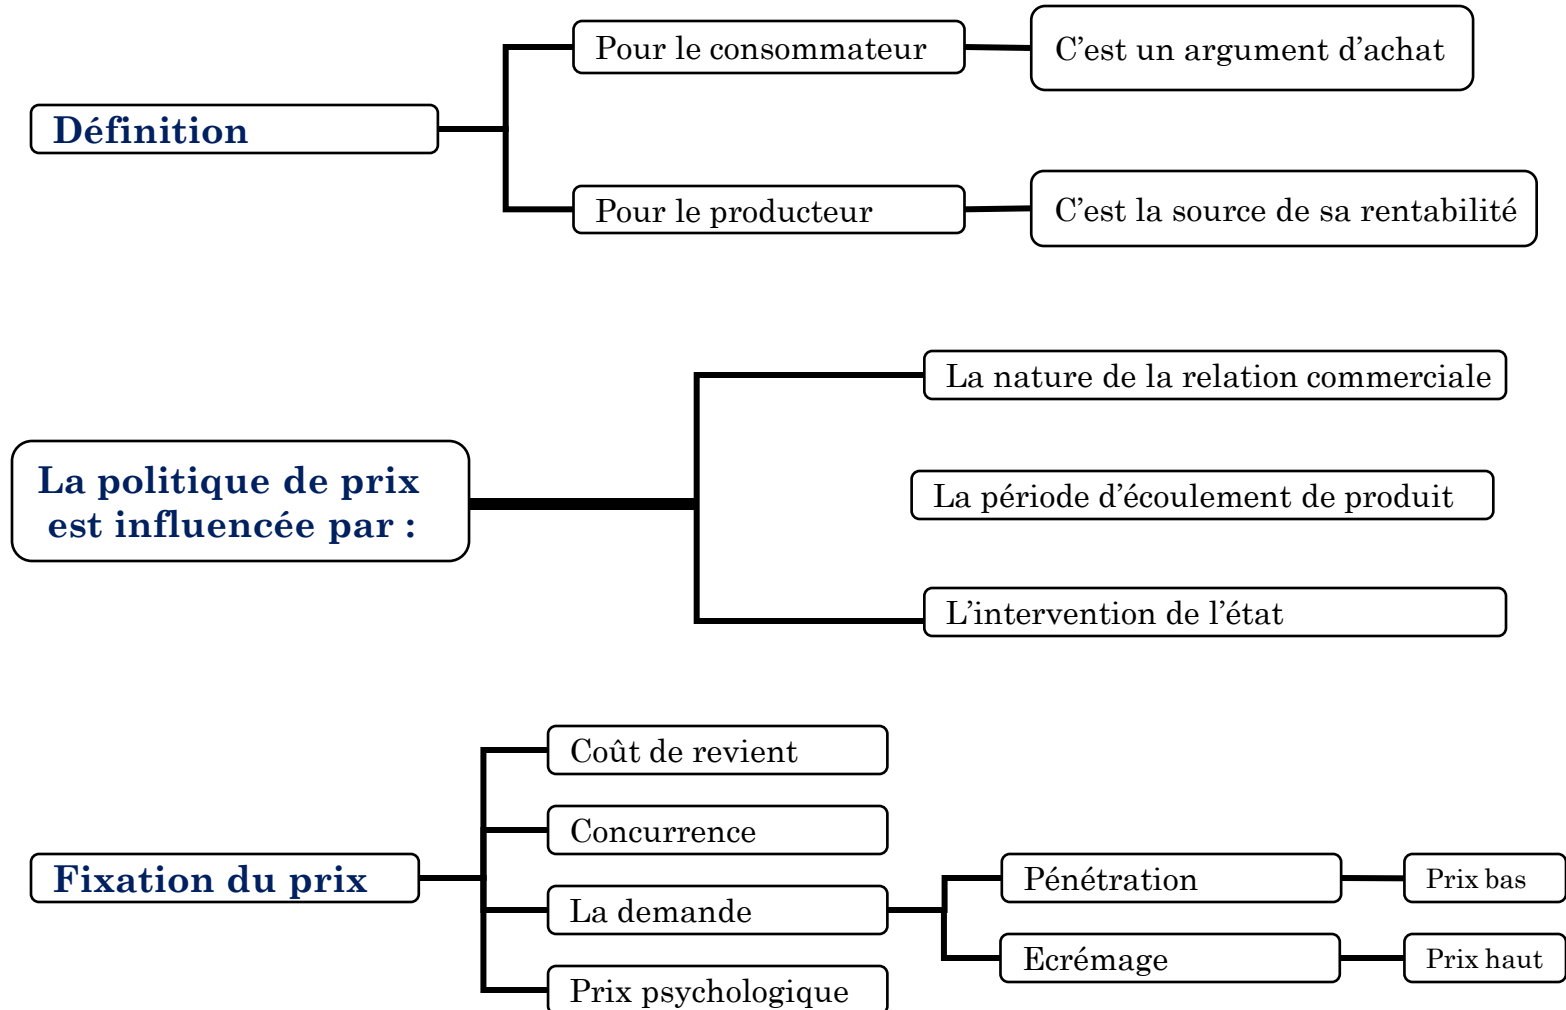 Définition
Pour le consommateur
C’est un argument d’achat
Pour le producteur
C’est la source de sa rentabilité
La politique de prix
est influencée par :
La nature de la relation commerciale
La période d’écoulement de produit
L’intervention de l’état
Fixation du prix
Coût de revient
Concurrence
La demande
Pénétration
Prix bas
Ecrémage
Prix haut
Prix psychologique